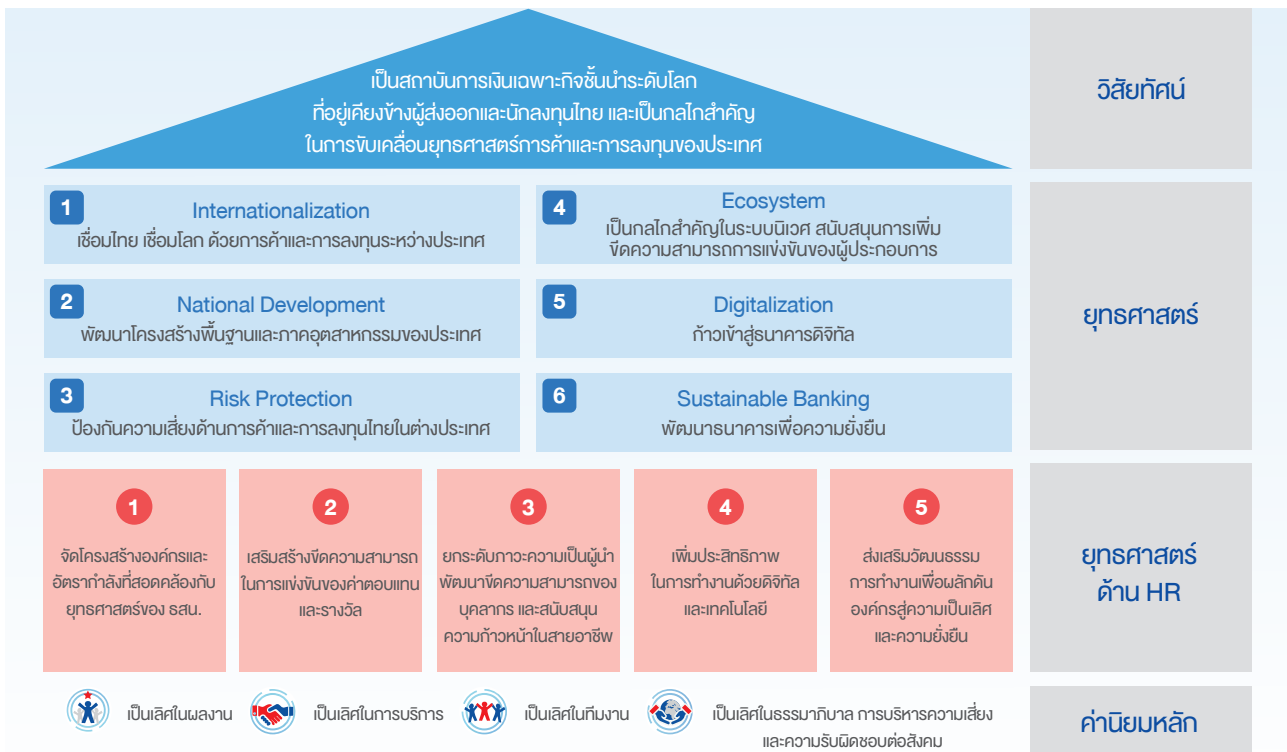 เป็นสถาบันการเงินเฉพาะกิจชั้นนำระดับโลก
ที่อยู่เคียงข้างผู้ส่งออกและนักลงทุนไทย และเป็นกลไกสำคัญ
ในการขับเคลื่อนยุทธศาสตร์การค้าและการลงทุนของประเทศ
วิสัยทัศน์
1
Internationalization
เชื่อมไทย เชื่อมโลก ด้วยการค้าและการลงทุนระหว่างประเทศ
2
National Development
พัฒนาโครงสร้างพื้นฐานและภาคอุตสาหกรรมของประเทศ
3
Risk Protection
ป้องกันความเสี่ยงด้านการค้าและการลงทุนไทยในต่างประเทศ
4
Ecosystem
เป็นกลไกสำคัญในระบบนิเวศ สนับสนุนการเพิ่ม
ขีดความสามารถการแข่งขันของผู้ประกอบการ
5
Digitalization
ก้าวเข้าสู่ธนาคารดิจิทัล
6
Sustainable Banking
พัฒนาธนาคารเพื่อความยั่งยืน
ยุทธศาสตร์
1
จัดโครงสร้างองค์กรและ
อัตรากำลังที่สอดคล้องกับ
ยุทธศาสตร์ของ ธสน.
2
เสริมสร้างขีดความสามารถ
ในการแข่งขันของค่าตอบแทน
และรางวัล
3
ยกระดับภาวะความเป็นผู้นำ
พัฒนาขีดความสามารถของ
บุคลากร และสนับสนุน
ความก้าวหน้าในสายอาชีพ
4
เพิ่มประสิทธิภาพ
ในการทำงานด้วยดิจิทัล
และเทคโนโลยี
5
ส่งเสริมวัฒนธรรม
การทำงานเพื่อผลักดัน
องค์กรสู่ความเป็นเลิศ
และความยั่งยืน
ยุทธศาสตร์
ด้าน HR
เป็นเลิศในผลงาน
เป็นเลิศในการบริการ
เป็นเลิศในทีมงาน
เป็นเลิศในธรรมาภิบาล การบริหารความเสี่ยง
และความรับผิดชอบต่อสังคม
ค่านิยมหลัก